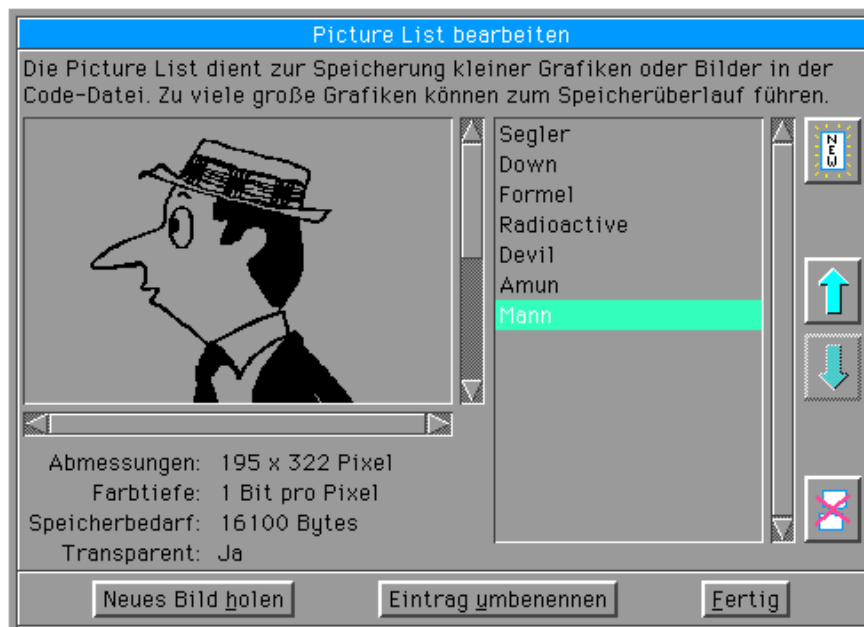 Picture List bearbeiten
Die Picture List dient zur Speicherung kleiner Grafiken oder Bilder in der
Code-Datei. Zu viele große Grafiken können zum Speicherüberlauf führen.
Segler
Down
Formel
Radioactive
Devil
Amun
Mann
NEW
Abmessungen: 195 x 322 Pixel
Farbtiefe: 1 Bit pro Pixel
Speicherbedarf: 16100 Bytes
Transparent: Ja
Neues Bild holen
Eintrag umbenennen
Fertig